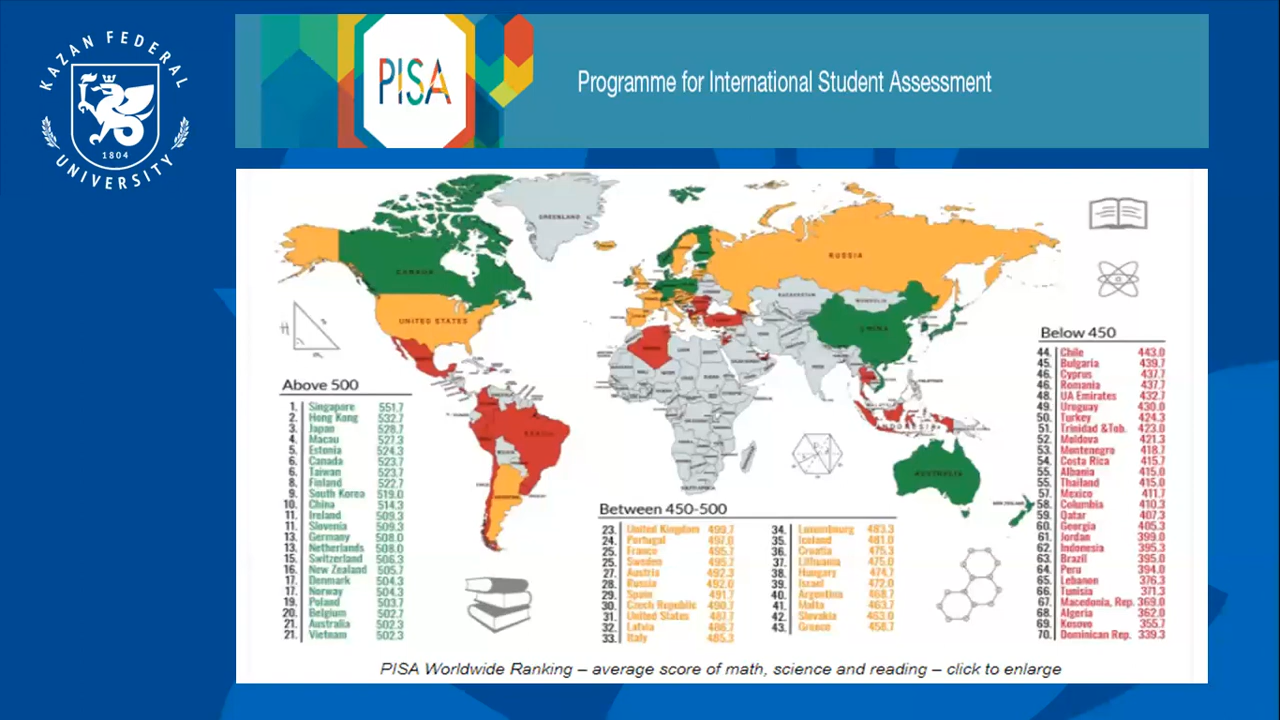 KAZAN FEDERAL
UNIVERSITY
1804
PISA
Programme for International Student Assessment
GREENLAND
CANADA
RUSSIA
UNITED STATES
KAZAKHSTAN
MONGOLIA
CHINA
BRAZIL
INDONESIA
AUSTRALIA
NEW ZEALAND
Above 500
1. Singapore 551.7
2. Hong Kong 532.7
3. Japan 528.7
4. Macau 527.3
5. Estonia 524.3
6. Canada 523.7
6. Taiwan 523.7
8. Finland 522.7
9. South Korea 519.0
10. China 514.3
11. Ireland 509.3
11. Slovenia 509.3
13. Germany 508.0
13. Netherlands 508.0
15. Switzerland 506.3
16. New Zealand 505.7
17. Denmark 504.3
17. Norway 504.3
19. Poland 503.7
20. Belgium 502.7
21. Australia 502.3
21. Vietnam 502.3
Between 450-500
23. United Kingdom 499.7
24. Portugal 497.0
25. France 495.7
25. Sweden 495.7
27. Austria 492.3
28. Russia 492.0
29. Spain 491.7
30. Czech Republic 490.7
31. United States 487.7
32. Latvia 486.7
33. Italy 485.3
34. Luxembourg 483.3
35. Iceland 481.0
36. Croatia 475.3
37. Lithuania 475.0
38. Hungary 474.7
39. Israel 472.0
40. Argentina 468.7
41. Malta 463.7
42. Slovakia 463.0
43. Greece 458.7
Below 450
44. Chile 443.0
45. Bulgaria 439.7
46. Cyprus 437.7
46. Romania 437.7
48. UA Emirates 432.7
49. Uruguay 430.0
50. Turkey 424.3
51. Trinidad &Tob. 423.0
52. Moldova 421.3
53. Montenegro 418.7
54. Costa Rica 415.7
55. Albania 415.0
55. Thailand 415.0
57. Mexico 411.7
58. Columbia 410.3
59. Qatar 407.3
60. Georgia 405.3
61. Jordan 399.0
62. Indonesia 395.3
63. Brazil 395.0
64. Peru 394.0
65. Lebanon 376.3
66. Tunisia 371.3
67. Macedonia, Rep. 369.0
68. Algeria 362.0
69. Kosovo 355.7
70. Dominican Rep. 339.3
PISA Worldwide Ranking – average score of math, science and reading – click to enlarge